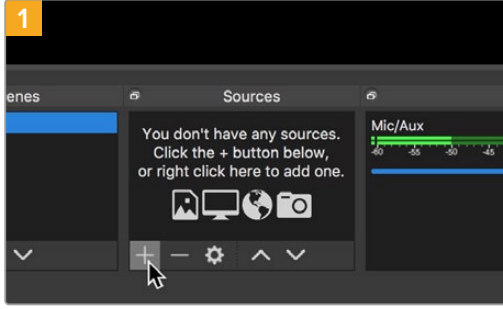 1
enes
Sources
You don't have any sources.
Click the + button below,
or right click here to add one.
Mic/Aux
-60 -55 -50 -45